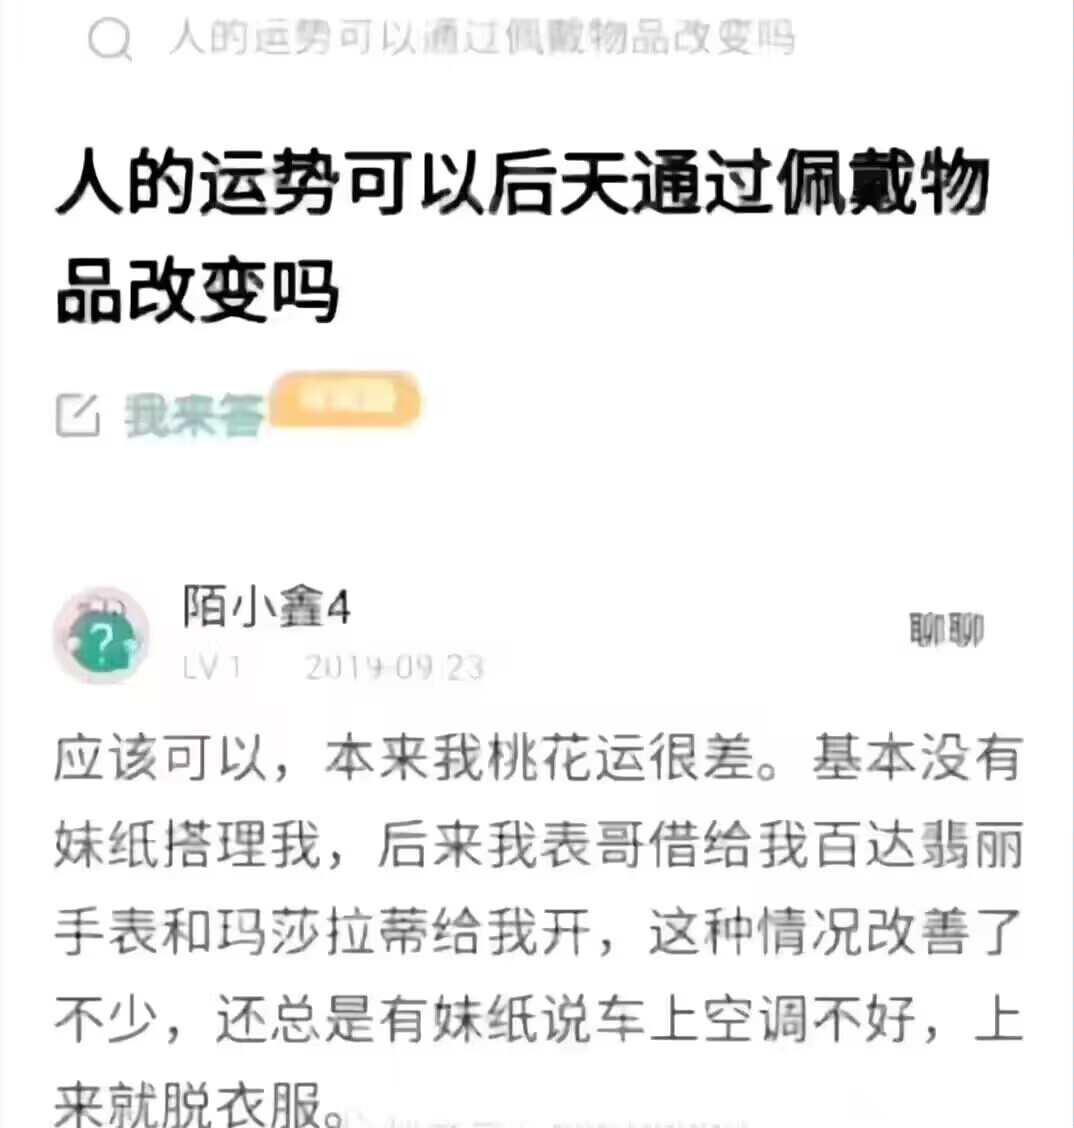 人的运势可以通过佩戴物品改变吗
人的运势可以后天通过佩戴物
品改变吗
我来答
陌小鑫4
聊聊
LV 1 2019-09-23
应该可以，本来我桃花运很差。基本没有
妹纸搭理我，后来我表哥借给我百达翡丽
手表和玛莎拉蒂给我开，这种情况改善了
不少，还总是有妹纸说车上空调不好，上
来就脱衣服。